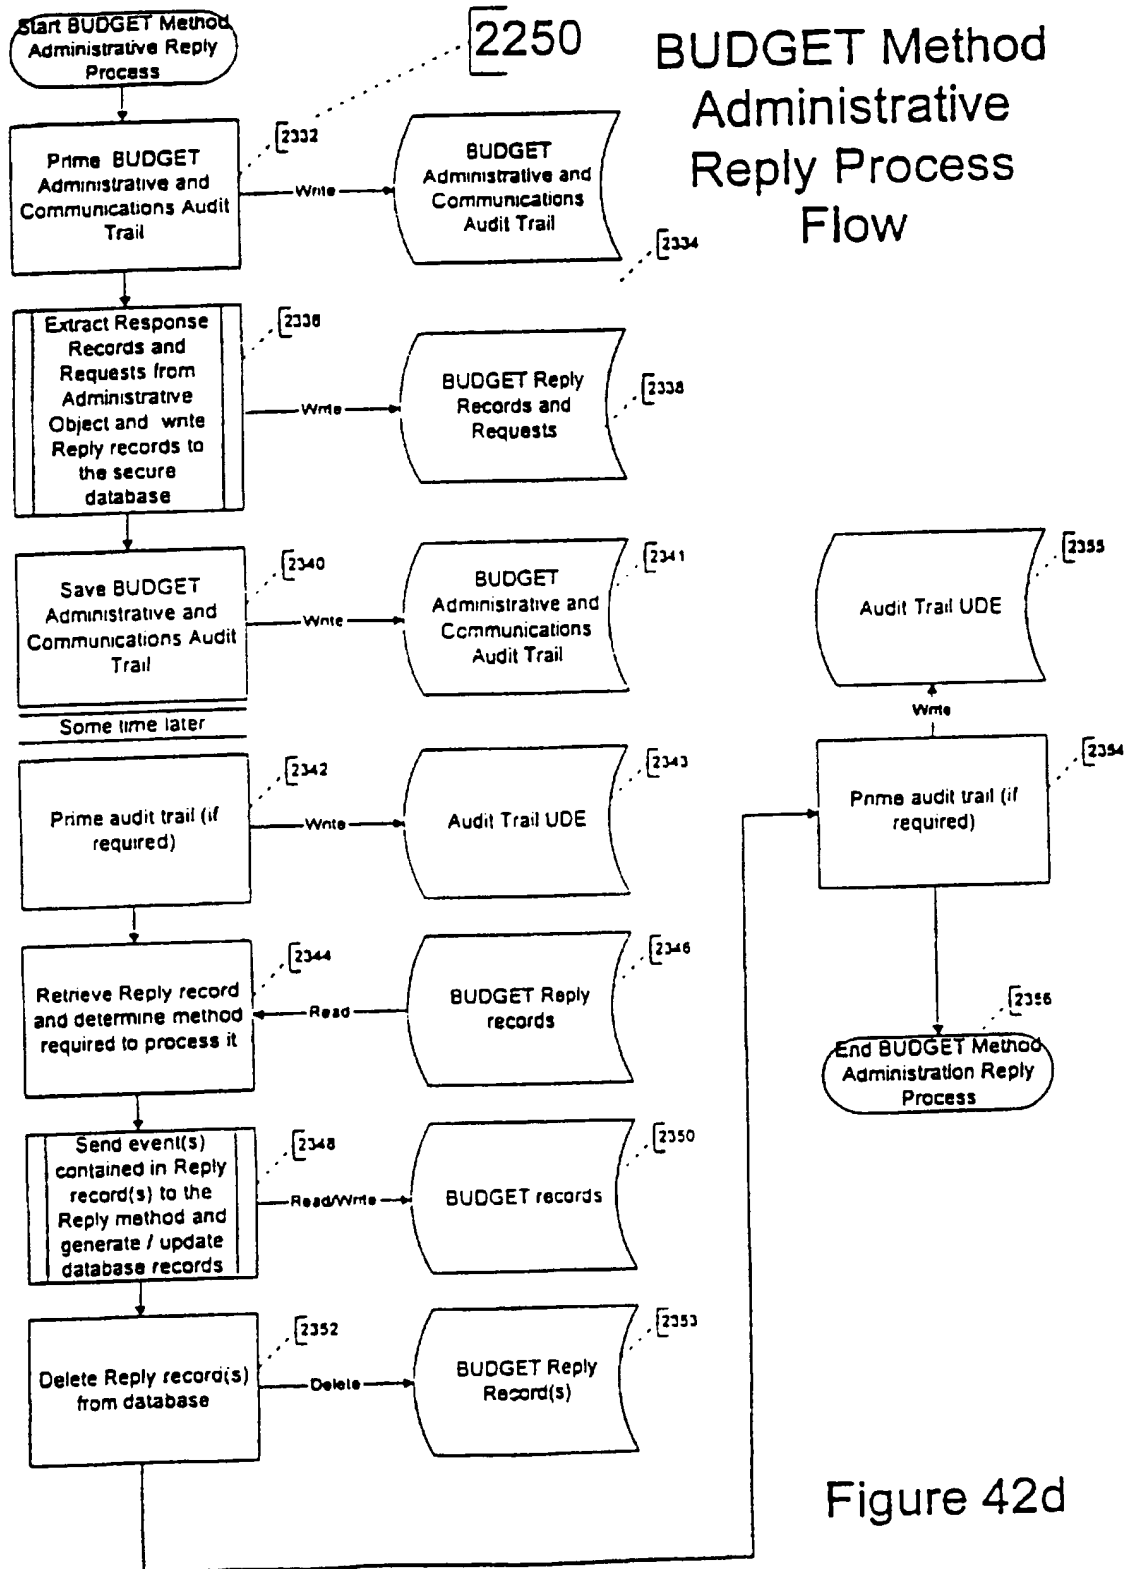 Start BUDGET Method
Administrative Reply
Process
2250
BUDGET Method
Administrative
Reply Process
Flow
Prime BUDGET
Administrative and
Communications Audit
Trail
2332
Write
BUDGET
Administrative and
Communications
Audit Trail
2334
Extract Response
Records and
Requests from
Administrative
Object and write
Reply records to
the secure
database
2336
Write
BUDGET Reply
Records and
Requests
2338
Save BUDGET
Administrative and
Communications Audit
Trail
2340
Write
BUDGET
Administrative and
Communications
Audit Trail
2341
Some time later
Prime audit trail (if
required)
2342
Write
Audit Trail UDE
2343
Retrieve Reply record
and determine method
required to process it
2344
Read
BUDGET Reply
records
2346
Send event(s)
contained in Reply
record(s) to the
Reply method and
generate / update
database records
2348
Read/Write
BUDGET records
2350
Delete Reply record(s)
from database
2352
Delete
BUDGET Reply
Record(s)
2353
Audit Trail UDE
2355
Write
Prime audit trail (if
required)
2354
2356
End BUDGET Method
Administration Reply
Process
Figure 42d